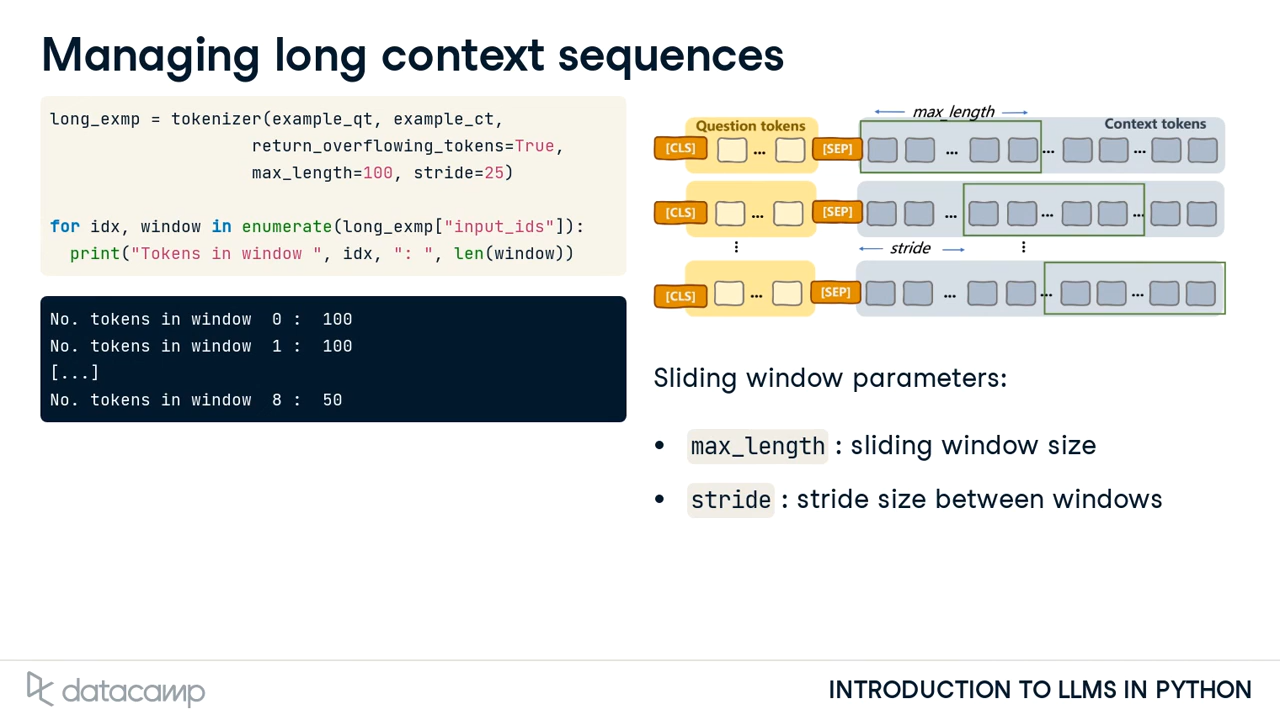 Managing long context sequences
long_exmp = tokenizer(example_qt, example_ct,
return_overflowing_tokens=True,
max_length=100, stride=25)
for idx, window in enumerate(long_exmp["input_ids"]):
print("Tokens in window ", idx, ": ", len(window))
No. tokens in window  0 :  100
No. tokens in window  1 :  100
[...]
No. tokens in window  8 :  50
max_length
Question tokens
Context tokens
[CLS] ... [SEP] ... ... ...
[CLS] ... [SEP] ... ... ...
stride
[CLS] ... [SEP] ... ... ...
Sliding window parameters:
• max_length : sliding window size
• stride : stride size between windows
datacamp
INTRODUCTION TO LLMS IN PYTHON